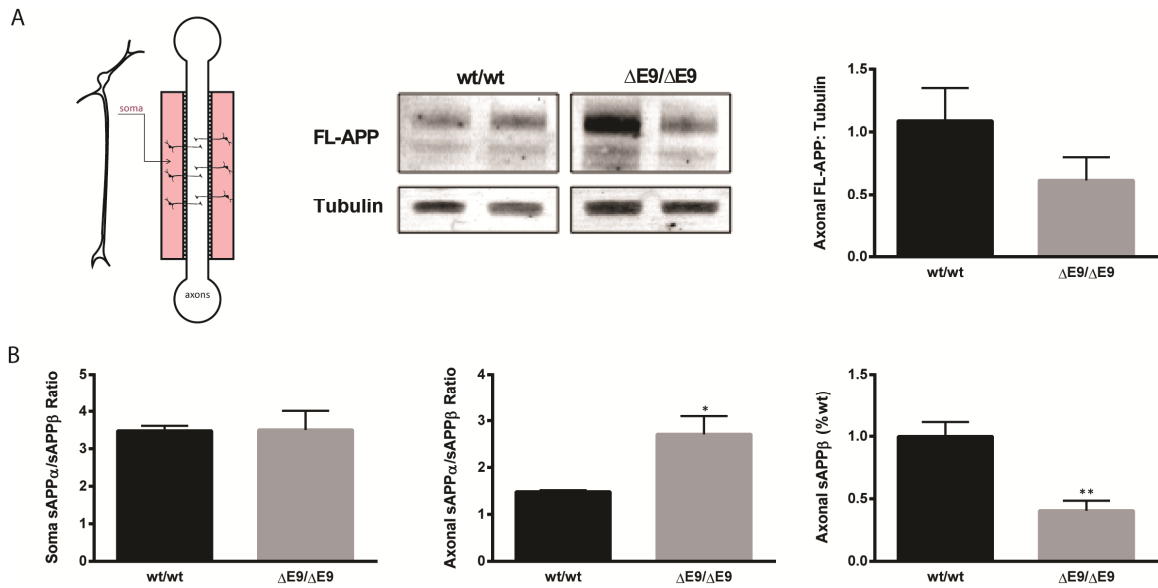 A
soma
axons
wt/wt
ΔE9/ΔE9
FL-APP
Tubulin
Axonal FL-APP: Tubulin
1.5
1.0
0.5
0.0
wt/wt
ΔE9/ΔE9
B
Soma sAPPα/sAPPβ Ratio
5
4
3
2
1
0
wt/wt
ΔE9/ΔE9
Axonal sAPPα/sAPPβ Ratio
4
3
2
1
0
*
wt/wt
ΔE9/ΔE9
Axonal sAPPβ (%wt)
1.5
1.0
0.5
0.0
**
wt/wt
ΔE9/ΔE9